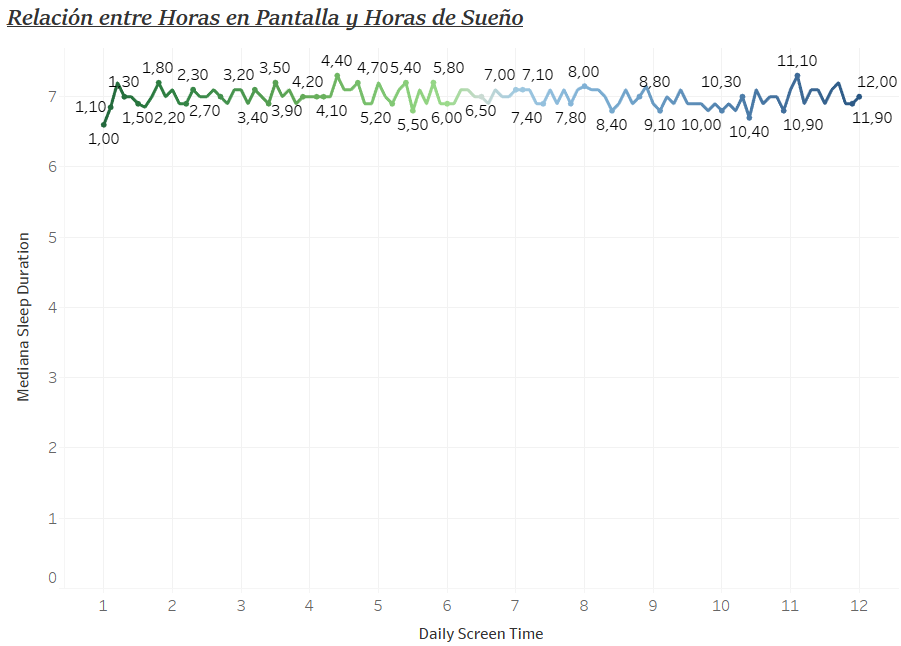 Relación entre Horas en Pantalla y Horas de Sueño
4,40
1,80 2,30 3,20 3,50 4,20 4,70 5,40 5,80 7,00 7,10 8,00 8,80 10,30 11,10 12,00
1,30
1,10
1,50 2,20 2,70 3,40 3,90 4,10 5,20 5,50 6,00 6,50 7,40 7,80 8,40 9,10 10,00 10,40 10,90 11,90
1,00
7
6
5
4
3
2
1
0
Mediana Sleep Duration
1 2 3 4 5 6 7 8 9 10 11 12
Daily Screen Time